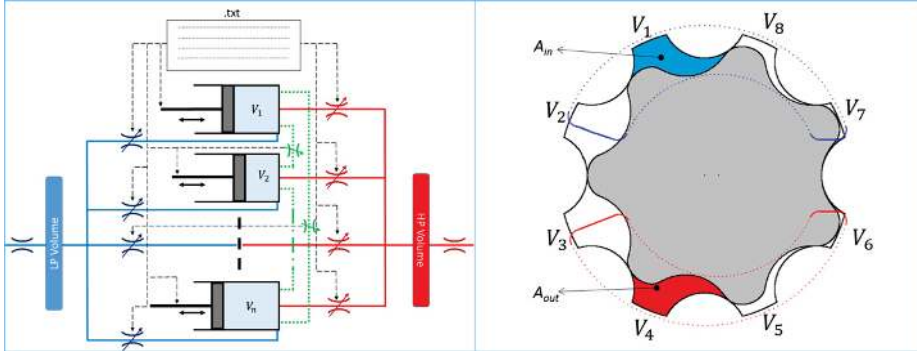 .txt
V1
V2
Vn
LP Volume
HP Volume
V1
V8
Ain
V2
V7
V3
V6
Aout
V4
V5